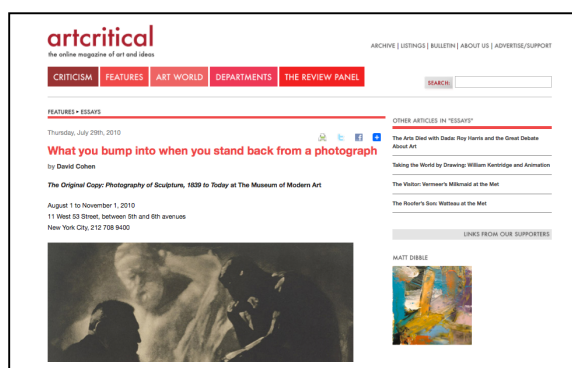 artcritical
the online magazine of art and ideas
ARCHIVE | LISTINGS | BULLETIN | ABOUT US | ADVERTISE/SUPPORT
CRITICISM
FEATURES
ART WORLD
DEPARTMENTS
THE REVIEW PANEL
SEARCH:
FEATURES ▸ ESSAYS
Thursday, July 29th, 2010
What you bump into when you stand back from a photograph
by David Cohen
The Original Copy: Photography of Sculpture, 1839 to Today at The Museum of Modern Art
August 1 to November 1, 2010
11 West 53 Street, between 5th and 6th avenues
New York City, 212 708 9400
OTHER ARTICLES IN "ESSAYS"
The Arts Died with Dada: Roy Harris and the Great Debate
About Art
Taking the World by Drawing: William Kentridge and Animation
The Visitor: Vermeer's Milkmaid at the Met
The Roofer's Son: Watteau at the Met
LINKS FROM OUR SUPPORTERS
MATT DIBBLE